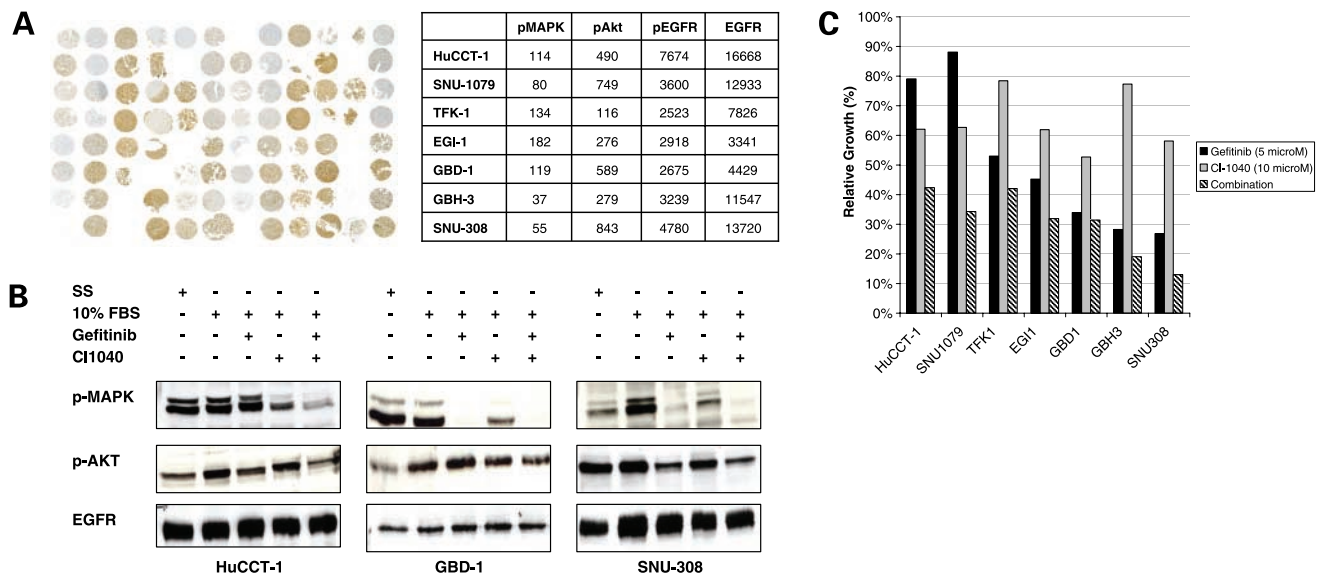 A
pMAPK pAkt pEGFR EGFR
HuCCT-1 114 490 7674 16668
SNU-1079 80 749 3600 12933
TFK-1 134 116 2523 7826
EGI-1 182 276 2918 3341
GBD-1 119 589 2675 4429
GBH-3 37 279 3239 11547
SNU-308 55 843 4780 13720
B
SS + - - - - + - - - - + - - - -
10% FBS - + + + + - + + + + - + + + +
Gefitinib - - + - + - - + - + - - + - +
CI1040 - - - + + - - - + + - - - + +
p-MAPK
p-AKT
EGFR
HuCCT-1 GBD-1 SNU-308
C
Relative Growth (%)
100%
90%
80%
70%
60%
50%
40%
30%
20%
10%
0%
HuCCT-1 SNU1079 TFK1 EGI1 GBD1 GBH3 SNU308
Gefitinib (5 microM)
CI-1040 (10 microM)
Combination